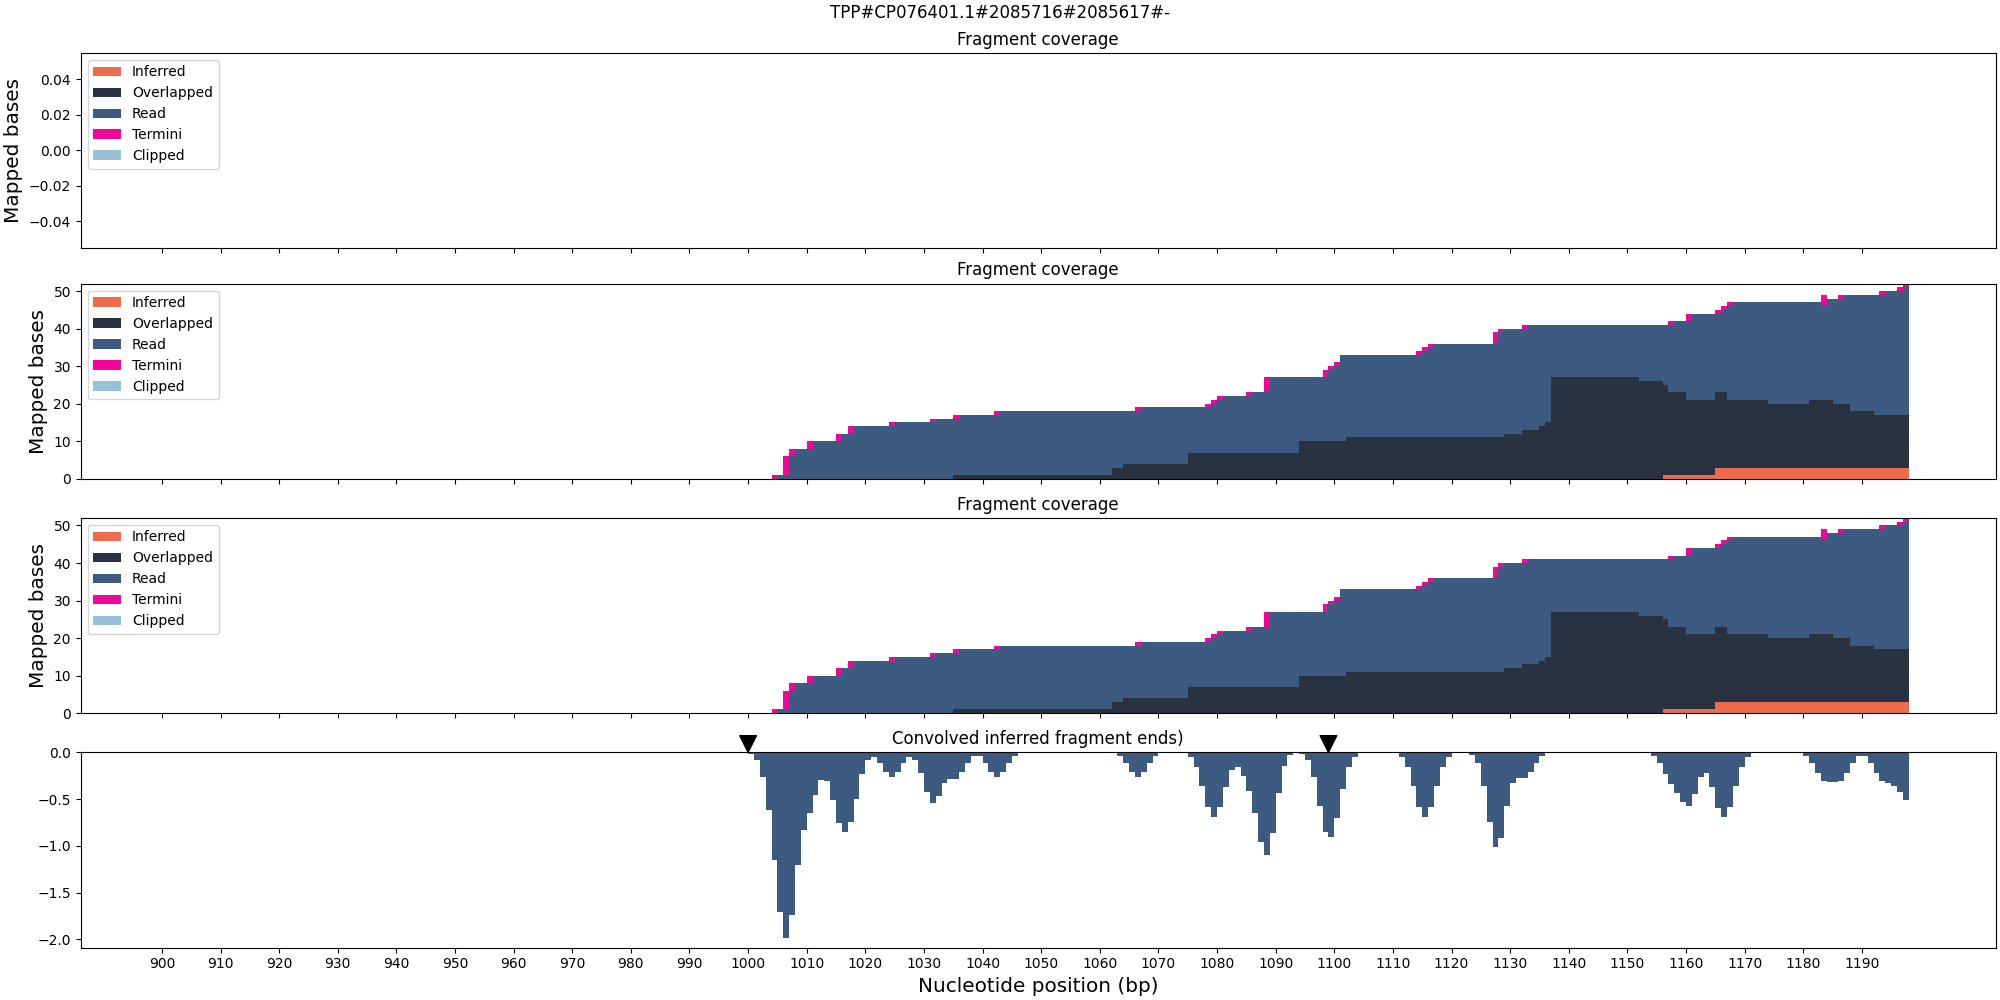 TPP#CP076401.1#2085716#2085617#-
Fragment coverage
Mapped bases
0.04
0.02
0.00
−0.02
−0.04
Inferred
Overlapped
Read
Termini
Clipped
Fragment coverage
Mapped bases
50
40
30
20
10
0
Inferred
Overlapped
Read
Termini
Clipped
Fragment coverage
Mapped bases
50
40
30
20
10
0
Inferred
Overlapped
Read
Termini
Clipped
Convolved inferred fragment ends)
0.0
−0.5
−1.0
−1.5
−2.0
900 910 920 930 940 950 960 970 980 990 1000 1010 1020 1030 1040 1050 1060 1070 1080 1090 1100 1110 1120 1130 1140 1150 1160 1170 1180 1190
Nucleotide position (bp)